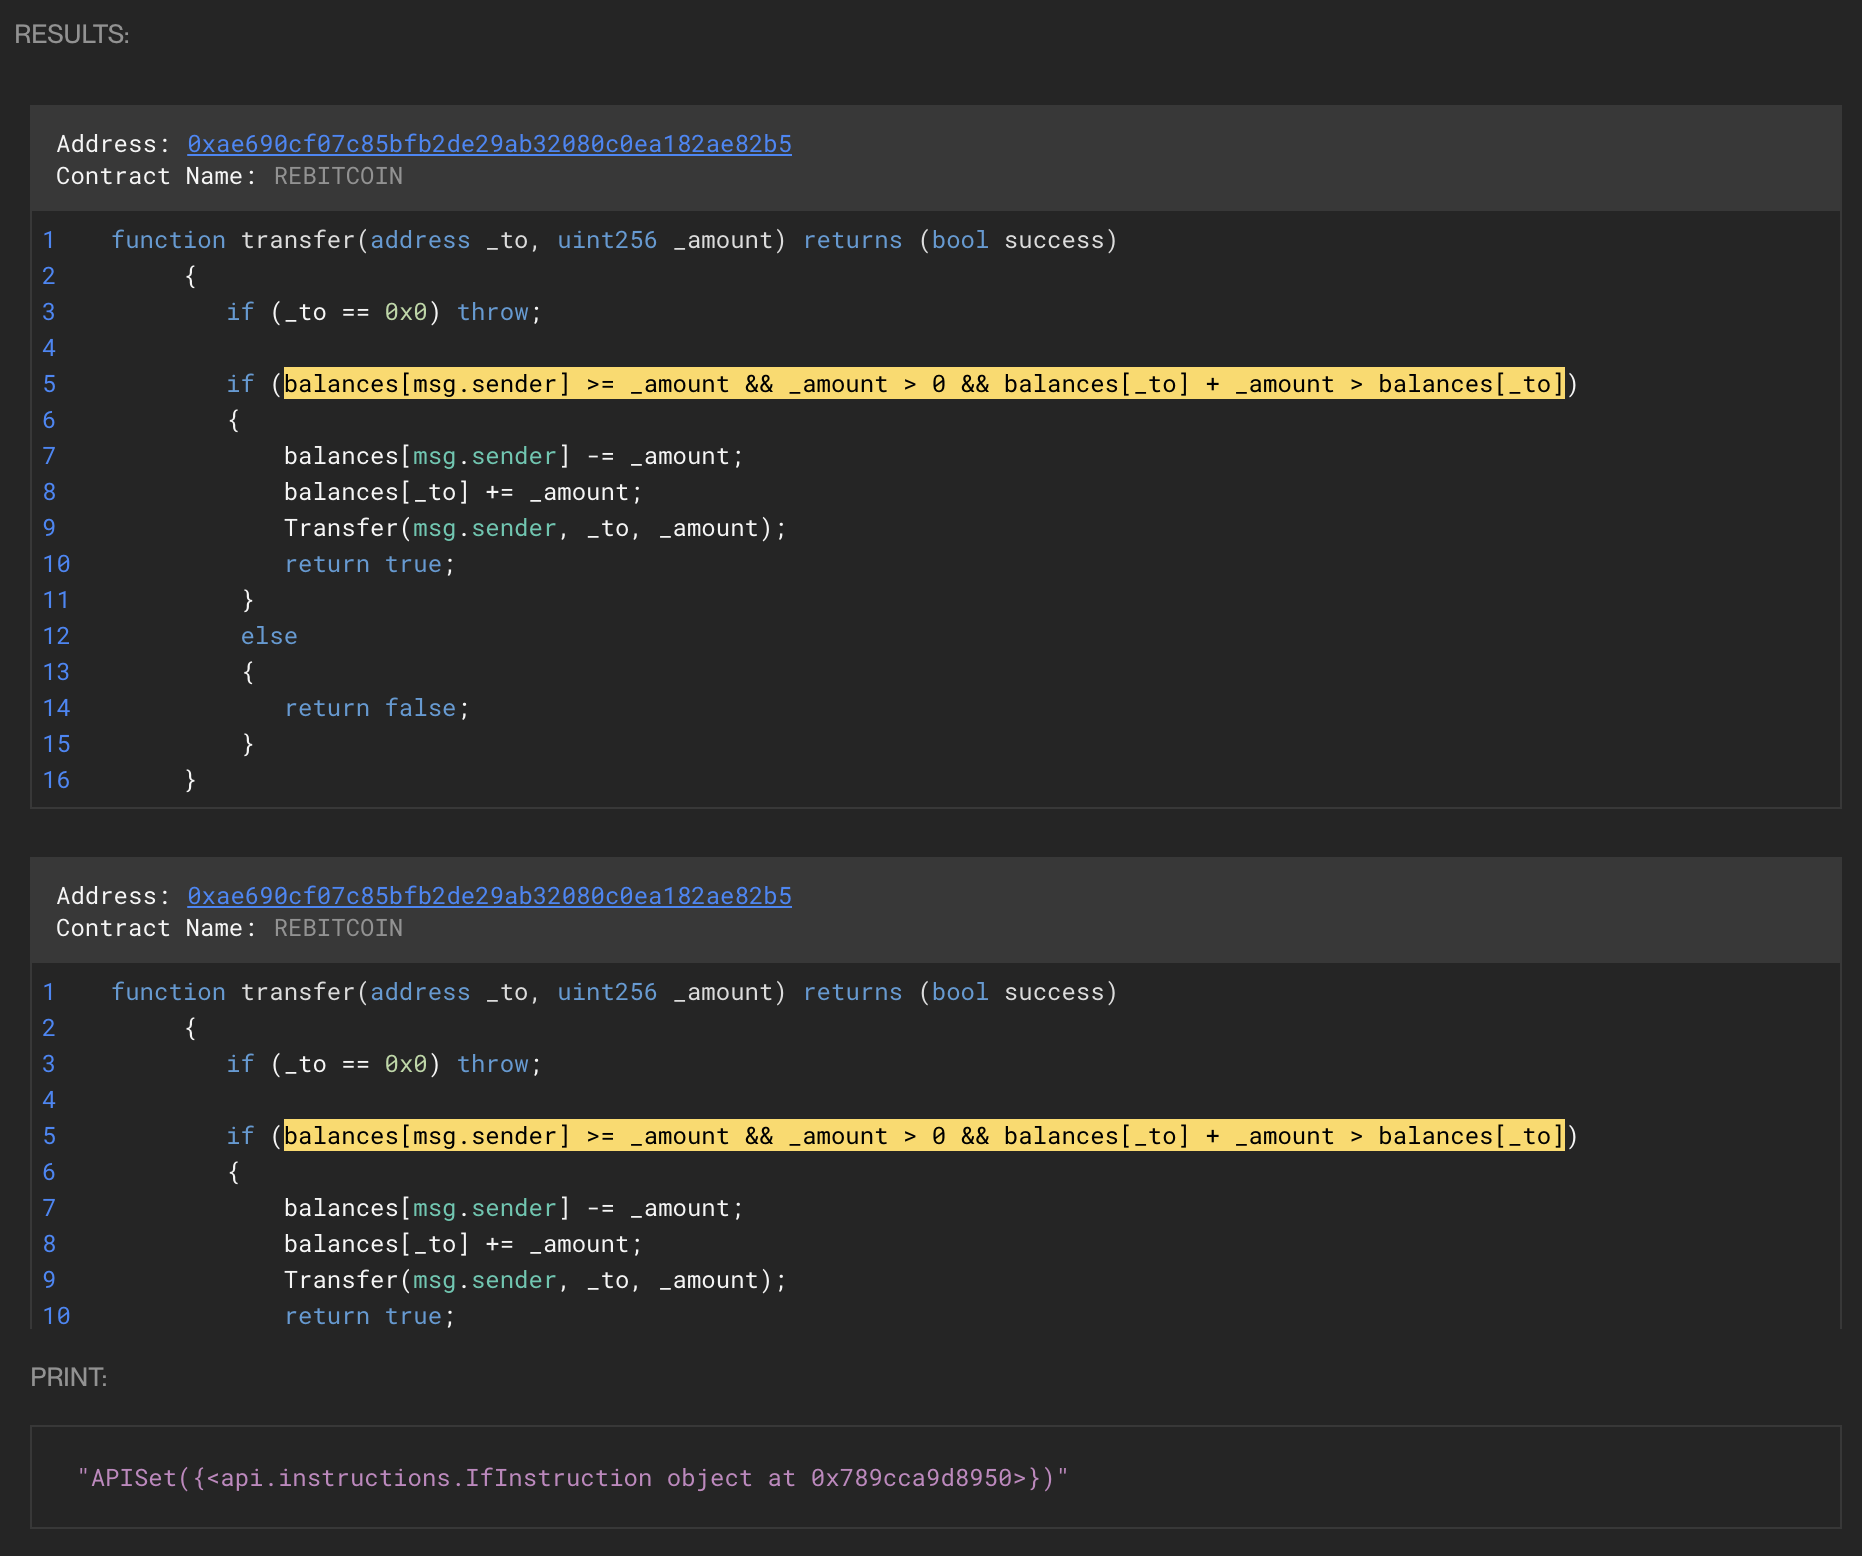 RESULTS:
Address: 0xae690cf07c85bfb2de29ab32080c0ea182ae82b5
Contract Name: REBITCOIN
1 function transfer(address _to, uint256 _amount) returns (bool success)
2 {
3 if (_to == 0x0) throw;
4
5 if (balances[msg.sender] >= _amount && _amount > 0 && balances[_to] + _amount > balances[_to])
6 {
7 balances[msg.sender] -= _amount;
8 balances[_to] += _amount;
9 Transfer(msg.sender, _to, _amount);
10 return true;
11 }
12 else
13 {
14 return false;
15 }
16 }
Address: 0xae690cf07c85bfb2de29ab32080c0ea182ae82b5
Contract Name: REBITCOIN
1 function transfer(address _to, uint256 _amount) returns (bool success)
2 {
3 if (_to == 0x0) throw;
4
5 if (balances[msg.sender] >= _amount && _amount > 0 && balances[_to] + _amount > balances[_to])
6 {
7 balances[msg.sender] -= _amount;
8 balances[_to] += _amount;
9 Transfer(msg.sender, _to, _amount);
10 return true;
PRINT:
"APISet({<api.instructions.IfInstruction object at 0x789cca9d8950>})"